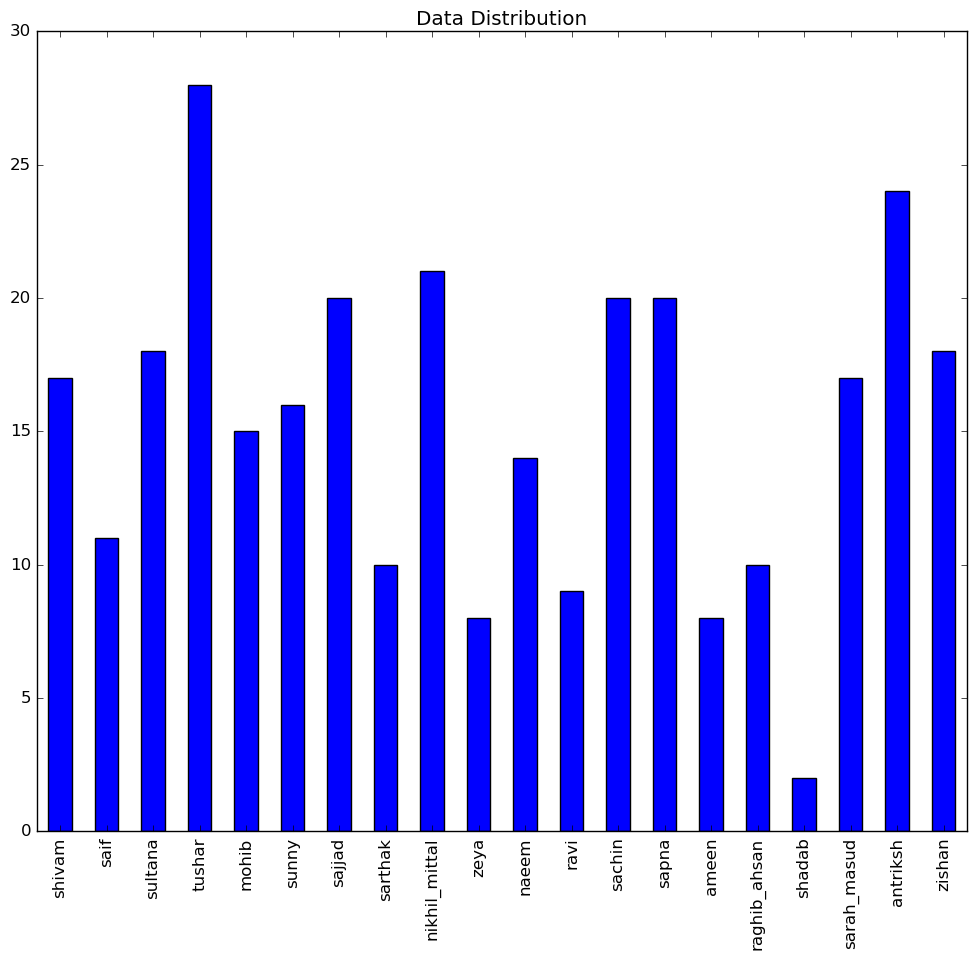 Data Distribution
30
25
20
15
10
5
0
shivam
saif
sultana
tushar
mohib
sunny
sajjad
sarthak
nikhil_mittal
zeya
naeem
ravi
sachin
sapna
ameen
raghib_ahsan
shadab
sarah_masud
antriksh
zishan